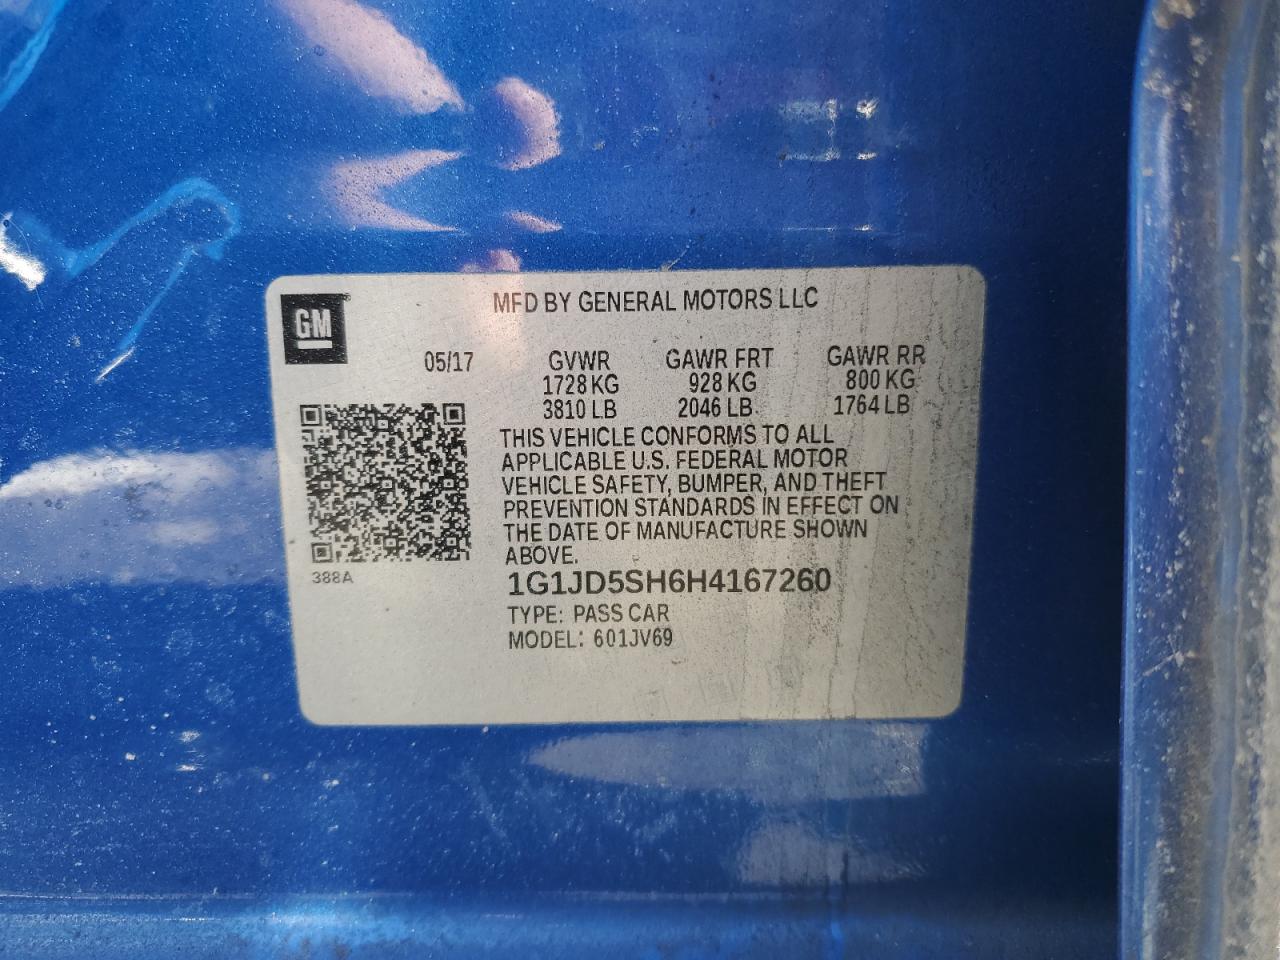 MFD BY GENERAL MOTORS LLC
GM
05/17 GVWR GAWR FRT GAWR RR
1728 KG 928 KG 800 KG
3810 LB 2046 LB 1764 LB
THIS VEHICLE CONFORMS TO ALL
APPLICABLE U.S. FEDERAL MOTOR
VEHICLE SAFETY, BUMPER, AND THEFT
PREVENTION STANDARDS IN EFFECT ON
THE DATE OF MANUFACTURE SHOWN
ABOVE.
388A
1G1JD5SH6H4167260
TYPE: PASS CAR
MODEL: 601JV69